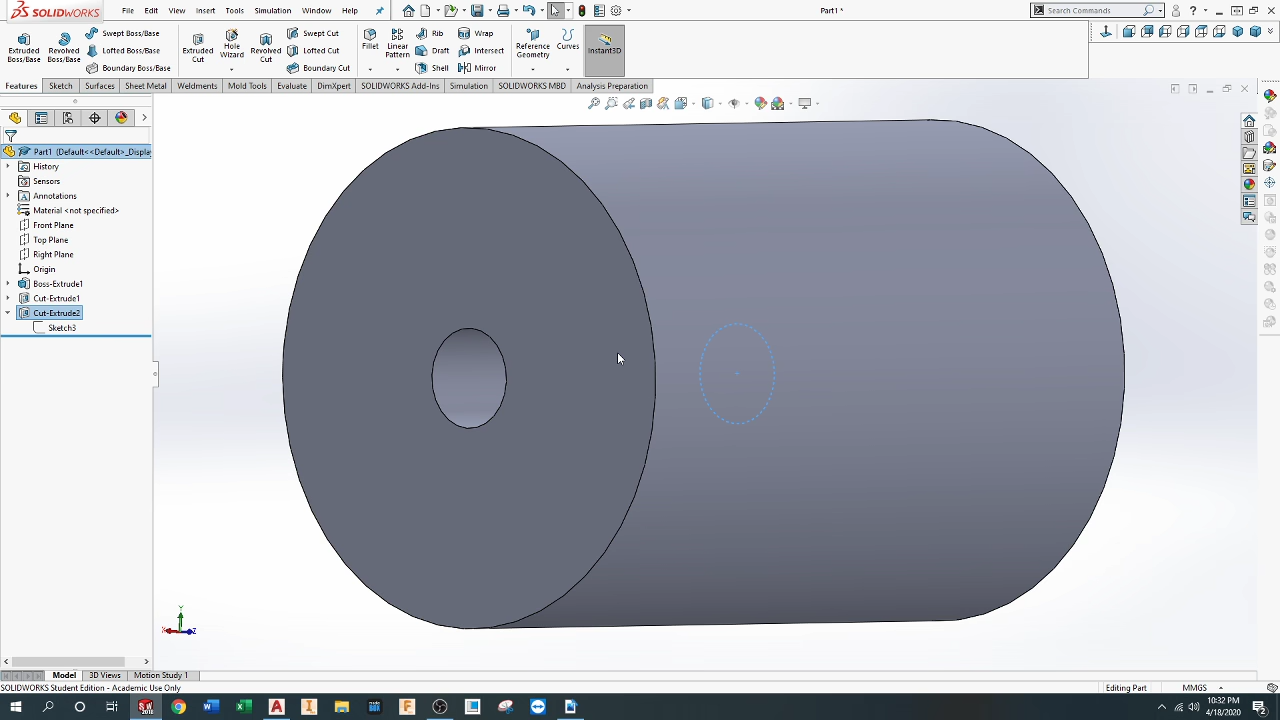 SOLIDWORKS
File Edit View Insert Tools Simulation Window Help
Part1 *
Search Commands
Extruded Boss/Base
Revolved Boss/Base
Swept Boss/Base
Lofted Boss/Base
Boundary Boss/Base
Extruded Cut
Hole Wizard
Revolved Cut
Swept Cut
Lofted Cut
Boundary Cut
Fillet
Linear Pattern
Rib
Draft
Shell
Wrap
Intersect
Mirror
Reference Geometry
Curves
Instant3D
Features Sketch Surfaces Sheet Metal Weldments Mold Tools Evaluate DimXpert SOLIDWORKS Add-Ins Simulation SOLIDWORKS MBD Analysis Preparation
Part1 (Default<<Default>_Displa
History
Sensors
Annotations
Material <not specified>
Front Plane
Top Plane
Right Plane
Origin
Boss-Extrude1
Cut-Extrude1
Cut-Extrude2
Sketch3
Y
X
Z
Model 3D Views Motion Study 1
SOLIDWORKS Student Edition - Academic Use Only
Editing Part
MMGS
10:32 PM
4/18/2020